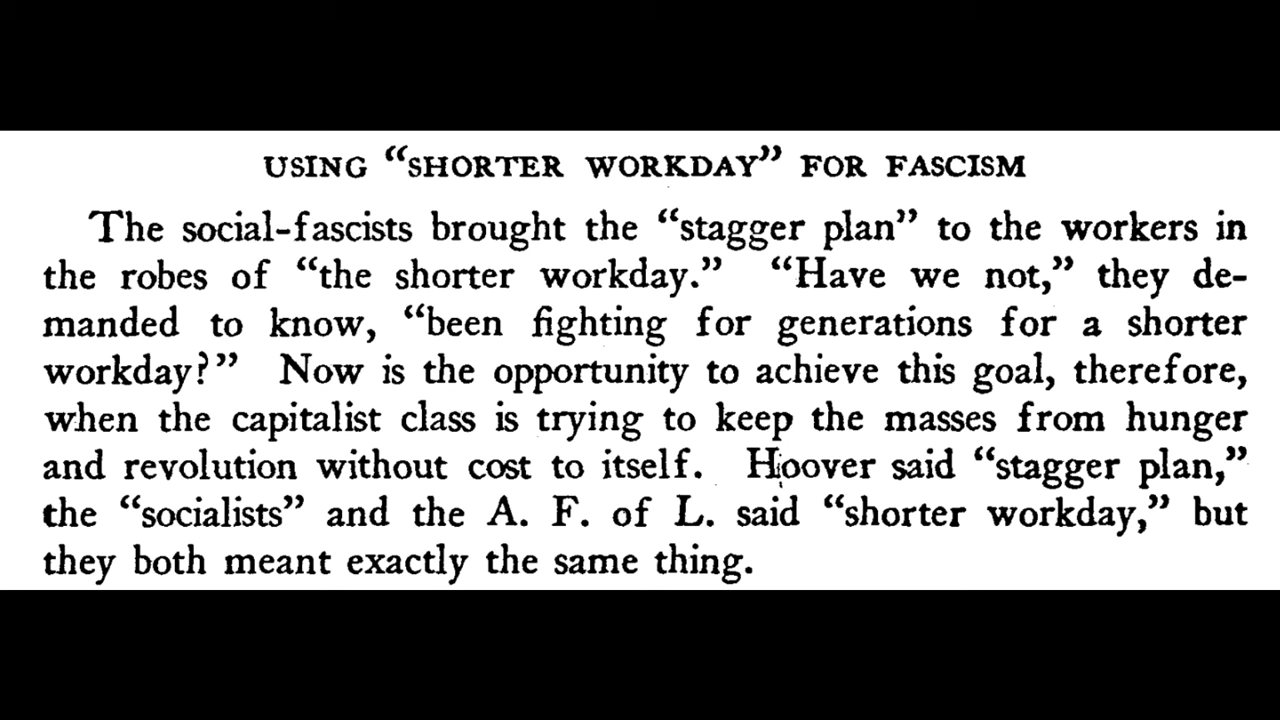 USING “SHORTER WORKDAY” FOR FASCISM
The social-fascists brought the “stagger plan” to the workers in
the robes of “the shorter workday.” “Have we not,” they de-
manded to know, “been fighting for generations for a shorter
workday?” Now is the opportunity to achieve this goal, therefore,
when the capitalist class is trying to keep the masses from hunger
and revolution without cost to itself. Hoover said “stagger plan,”
the “socialists” and the A. F. of L. said “shorter workday,” but
they both meant exactly the same thing.